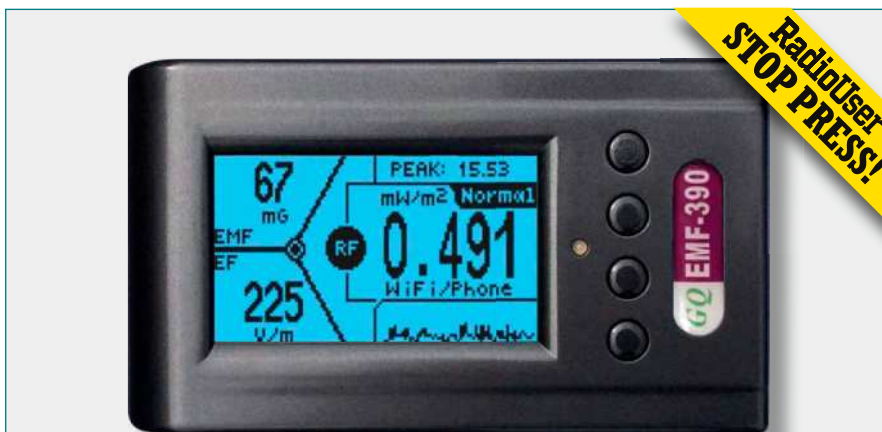 RadioUser
STOP PRESS!
67
mG
EMF
EF
225
V/m
PEAK: 15.53
mW/m2 Normal
RF
0.491
WiFi/Phone
GQ EMF-390